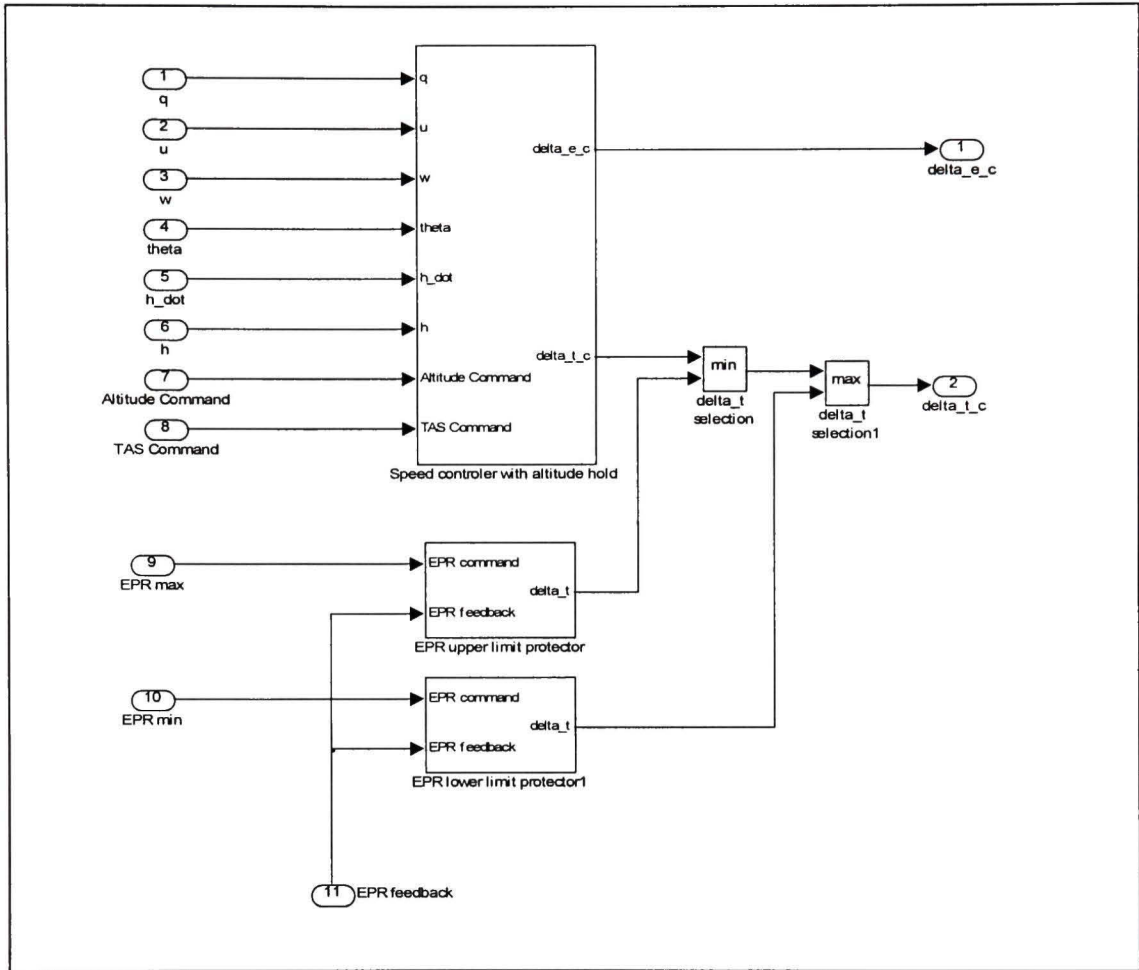 1
q
2
u
3
w
4
theta
5
h_dot
6
h
7
Altitude Command
8
TAS Command
q
u
w
theta
h_dot
h
Altitude Command
TAS Command
delta_e_c
delta_t_c
Speed controler with altitude hold
1
delta_e_c
min
delta_t
selection
max
delta_t
selection1
2
delta_t_c
9
EPR max
EPR command
EPR feedback
delta_t
EPR upper limit protector
10
EPR min
EPR command
EPR feedback
delta_t
EPR lower limit protector1
11
EPR feedback